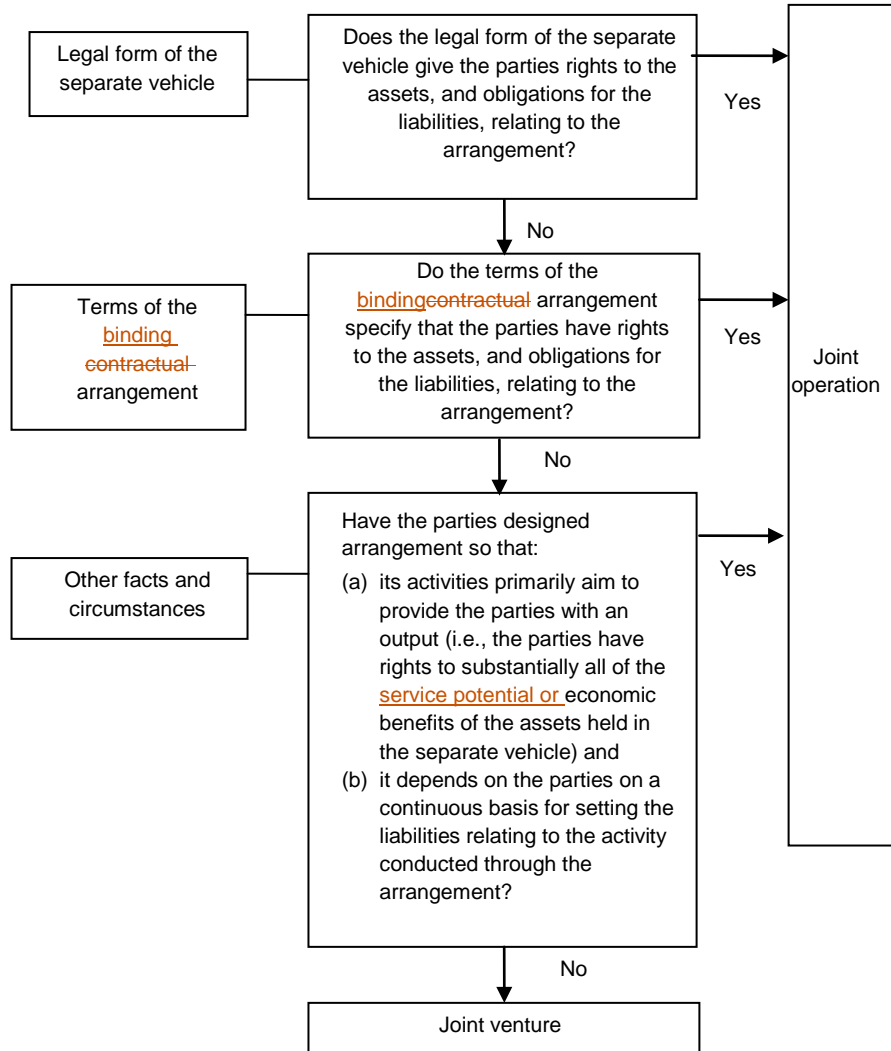 Legal form of the
separate vehicle
Does the legal form of the separate
vehicle give the parties rights to the
assets, and obligations for the
liabilities, relating to the
arrangement?
Yes
No
Terms of the
binding
contractual
arrangement
Do the terms of the
bindingcontractual arrangement
specify that the parties have rights
to the assets, and obligations for
the liabilities, relating to the
arrangement?
Yes
Joint
operation
No
Other facts and
circumstances
Have the parties designed
arrangement so that:
(a) its activities primarily aim to
provide the parties with an
output (i.e., the parties have
rights to substantially all of the
service potential or economic
benefits of the assets held in
the separate vehicle) and
(b) it depends on the parties on a
continuous basis for setting the
liabilities relating to the activity
conducted through the
arrangement?
Yes
No
Joint venture